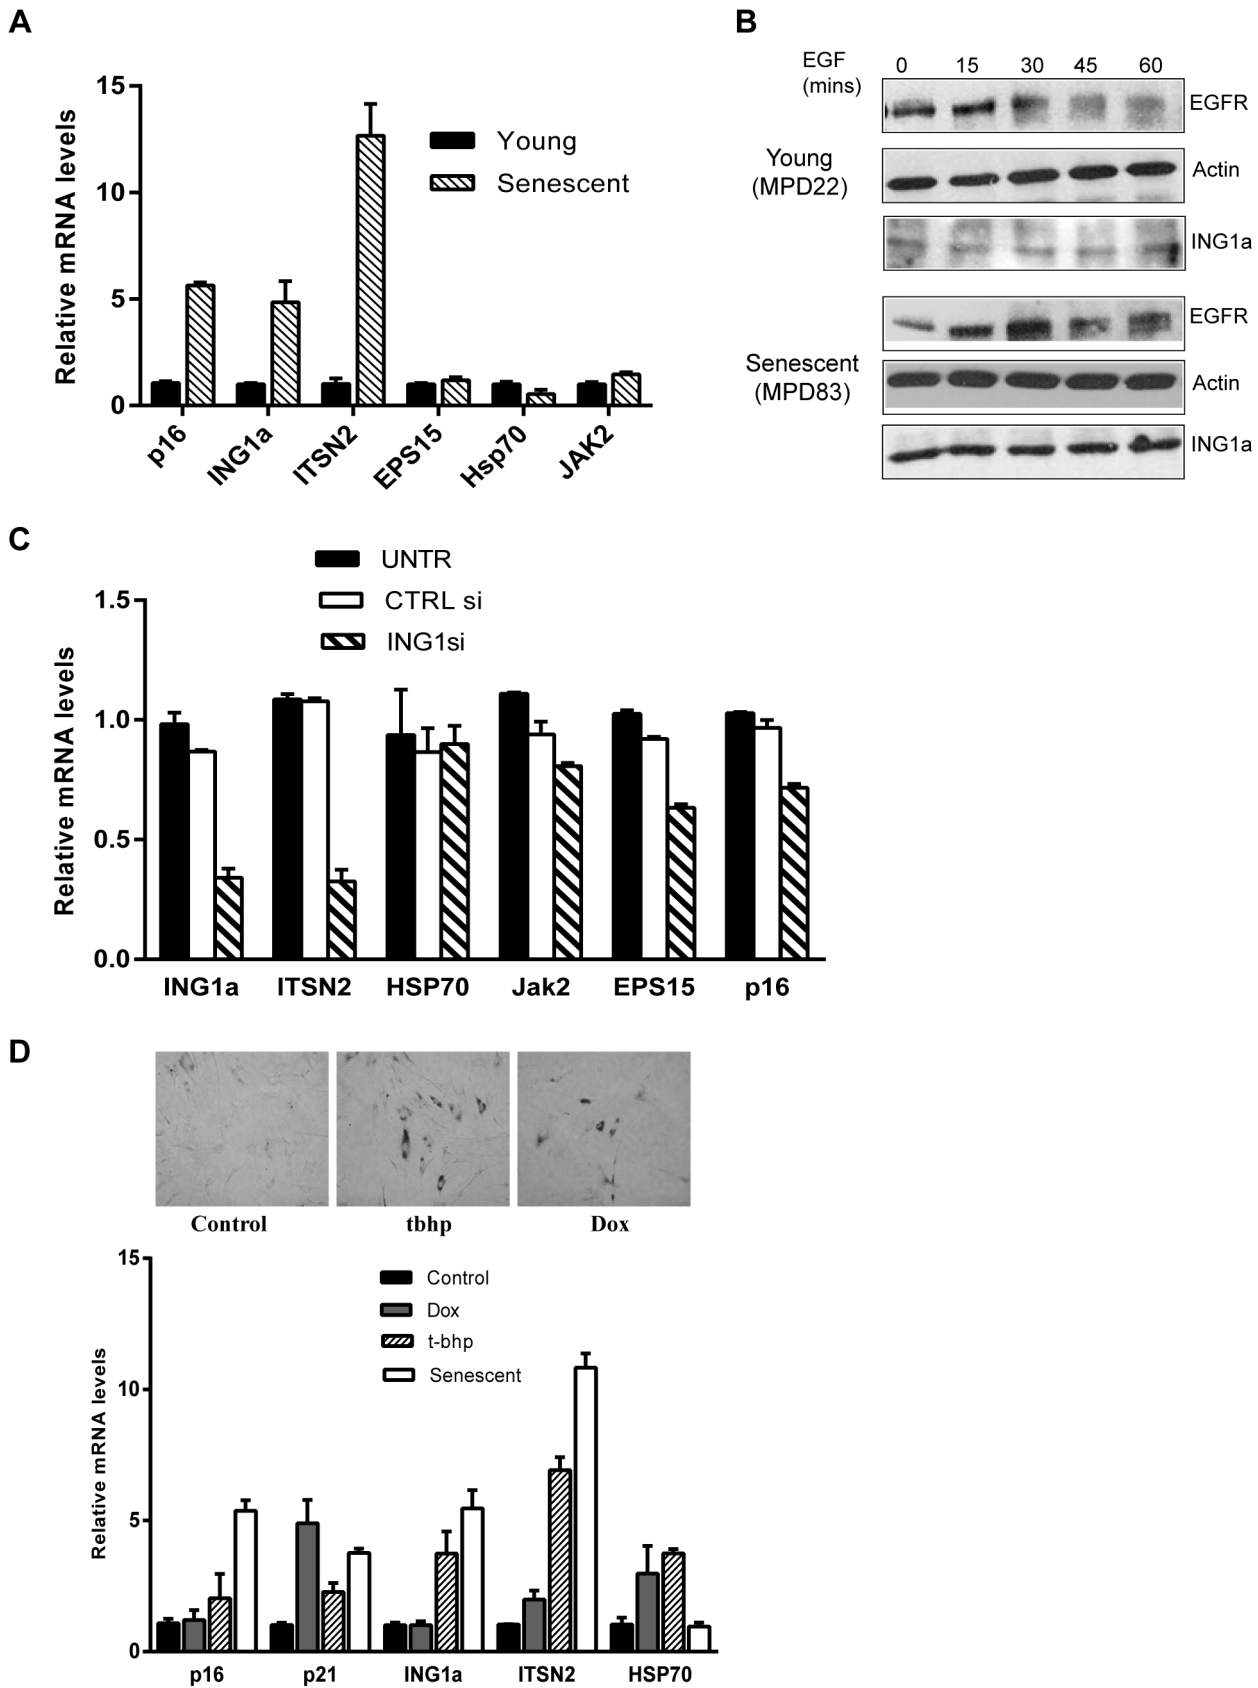 A
15
10
5
0
Relative mRNA levels
Young
Senescent
p16
ING1a
ITSN2
EPS15
Hsp70
JAK2
B
EGF
(mins)
0 15 30 45 60
EGFR
Young
(MPD22)
Actin
ING1a
EGFR
Senescent
(MPD83)
Actin
ING1a
C
UNTR
CTRL si
ING1si
1.5
1.0
0.5
0.0
Relative mRNA levels
ING1a ITSN2 HSP70 Jak2 EPS15 p16
D
Control tbhp Dox
15
10
5
0
Relative mRNA levels
Control
Dox
t-bhp
Senescent
p16 p21 ING1a ITSN2 HSP70